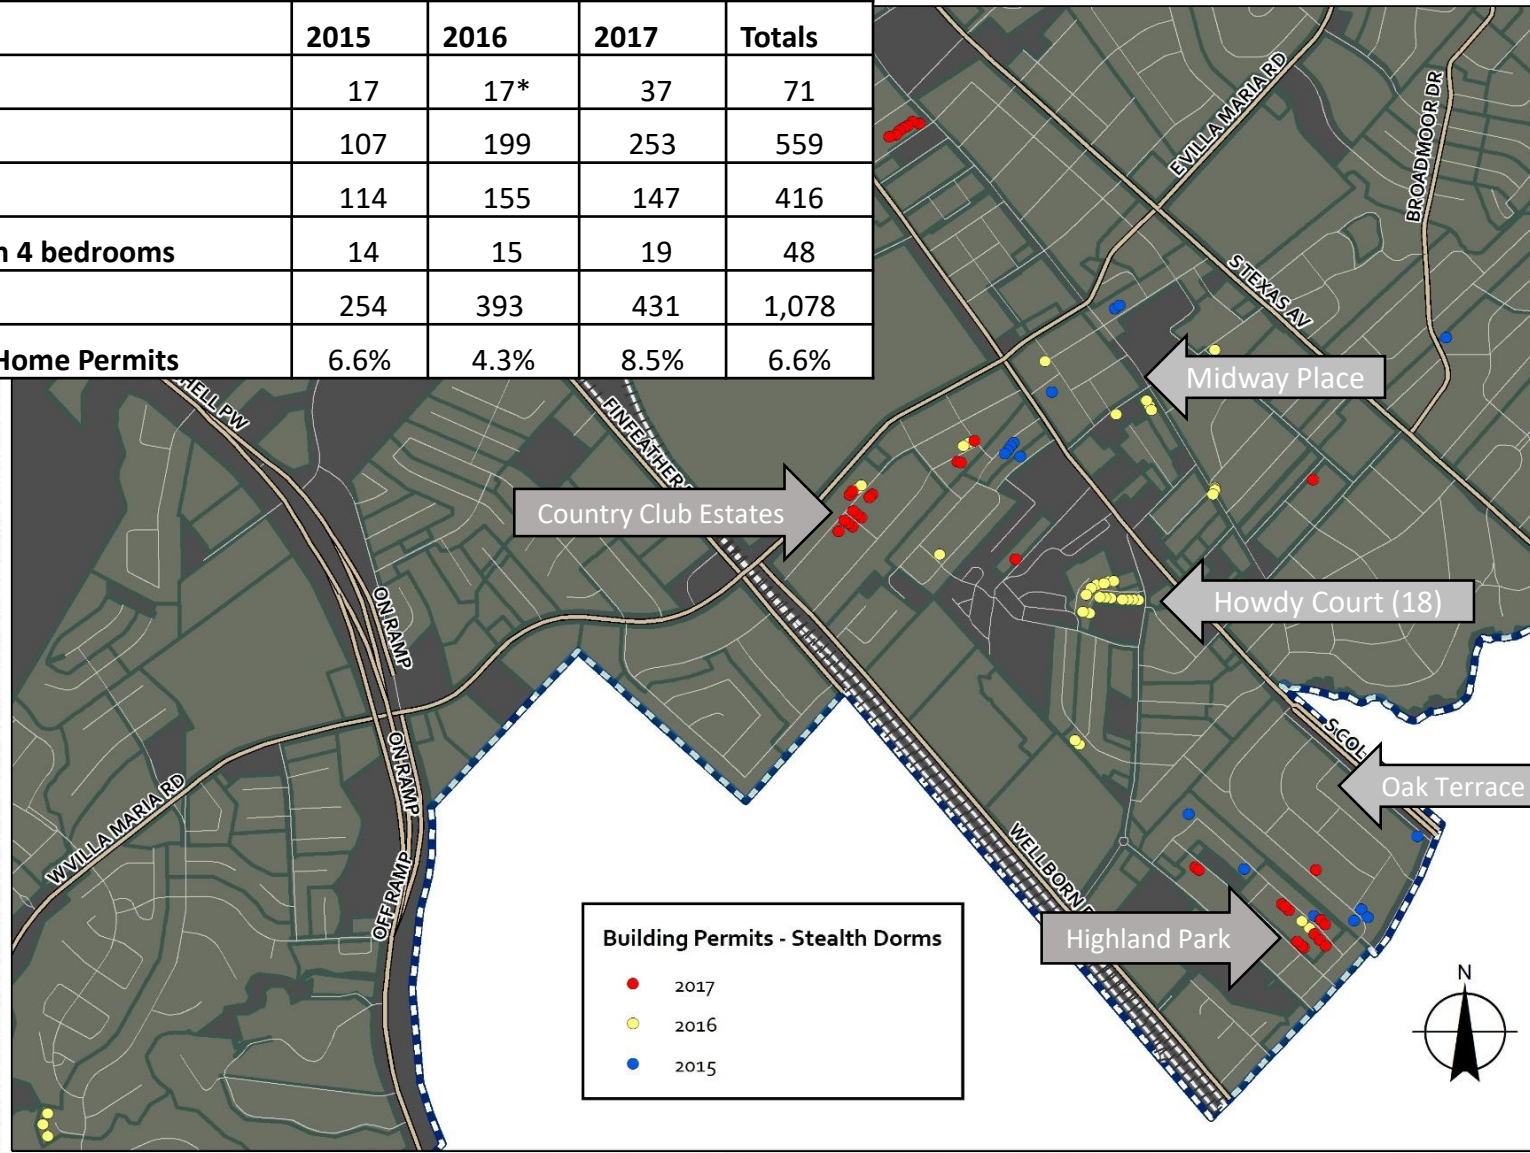 2015 2016 2017 Totals
17 17* 37 71
107 199 253 559
114 155 147 416
4 bedrooms 14 15 19 48
254 393 431 1,078
Home Permits 6.6% 4.3% 8.5% 6.6%
E VILLA MARIA RD
BROADMOOR DR
S TEXAS AV
Midway Place
HELL PW
FINFEATHER
Country Club Estates
Howdy Court (18)
ON RAMP
ON RAMP
S COL
Oak Terrace
W VILLA MARIA RD
OFF RAMP
WELLBORN
Highland Park
Building Permits - Stealth Dorms
2017
2016
2015
N